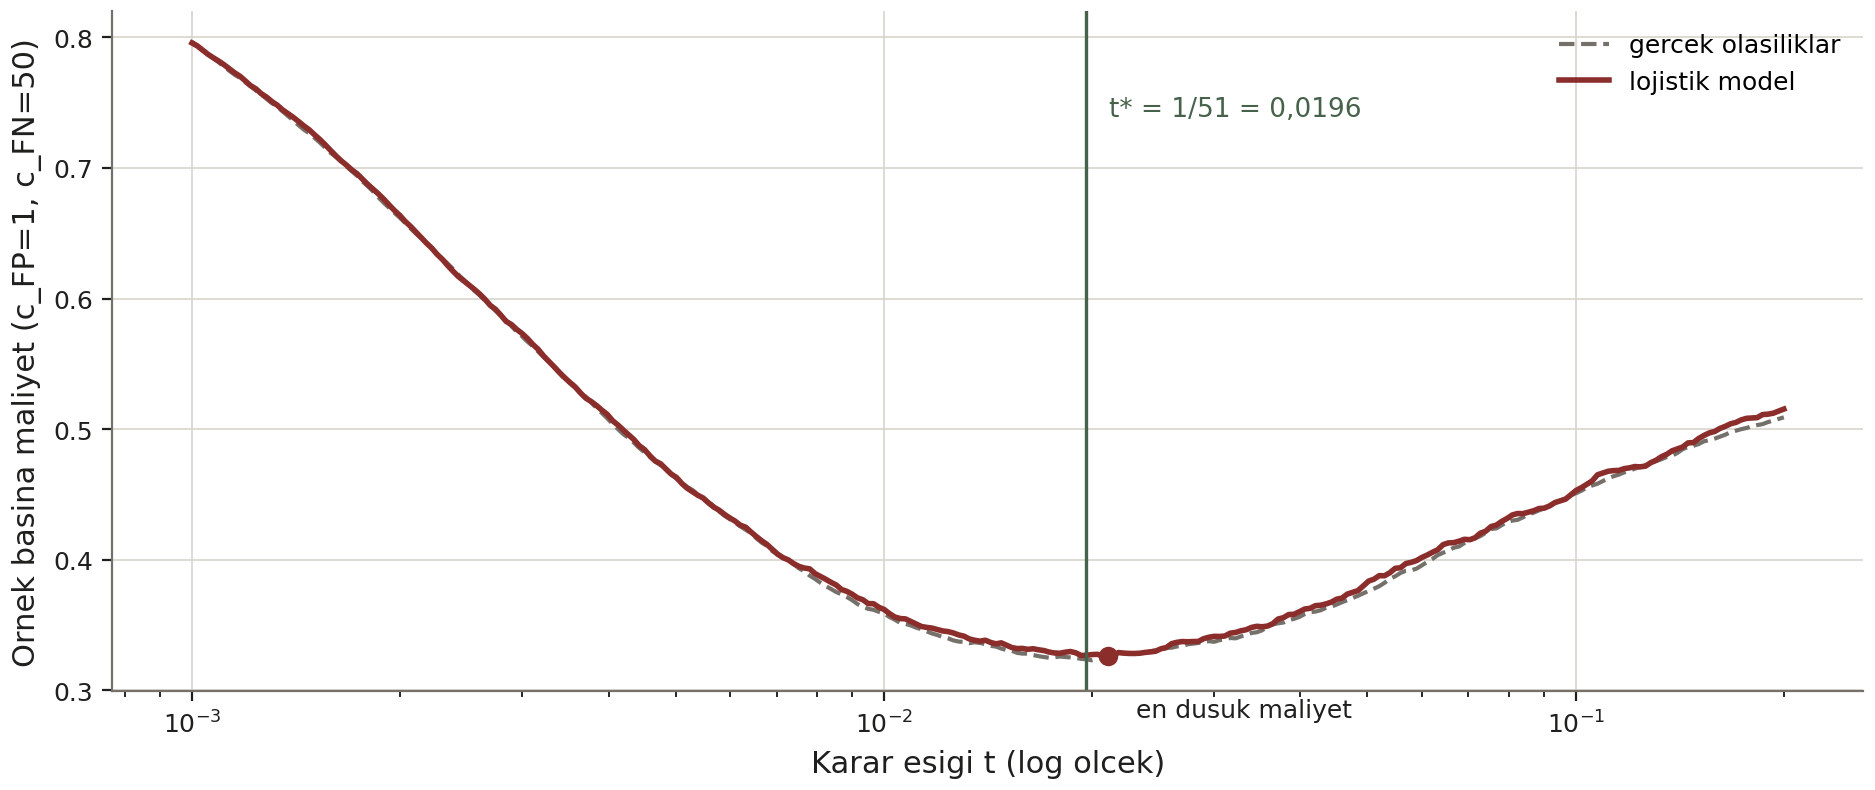 Ornek basina maliyet (c_FP=1, c_FN=50)
0.8
0.7
0.6
0.5
0.4
0.3
gercek olasiliklar
lojistik model
t* = 1/51 = 0,0196
10⁻³
10⁻²
10⁻¹
en dusuk maliyet
Karar esigi t (log olcek)